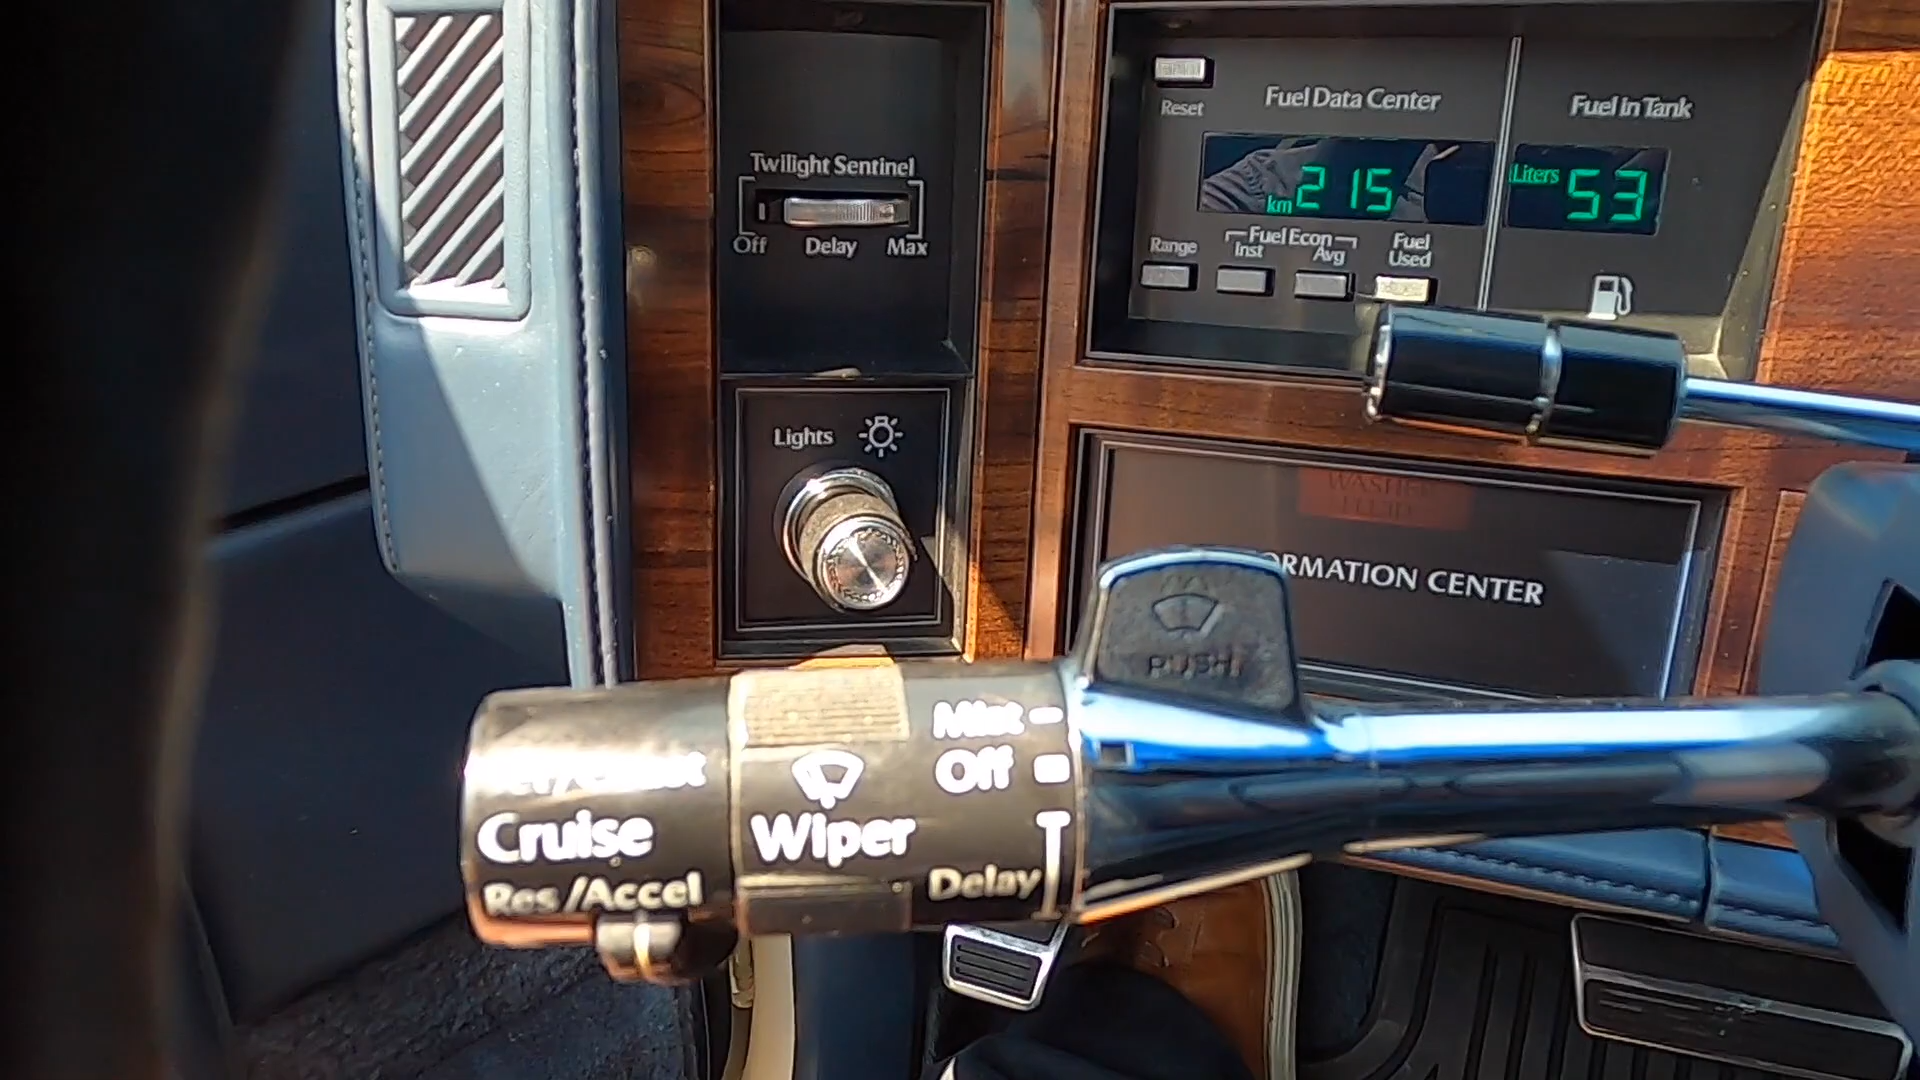 Reset
Fuel Data Center
Fuel in Tank
Twilight Sentinel
Off
Delay
Max
km 215
Liters 53
Range
Fuel Econ
Inst
Avg
Fuel
Used
Lights
WASHER
FLUID
ORMATION CENTER
PUSH
Mist
Off
Cruise
Wiper
Res/Accel
Delay